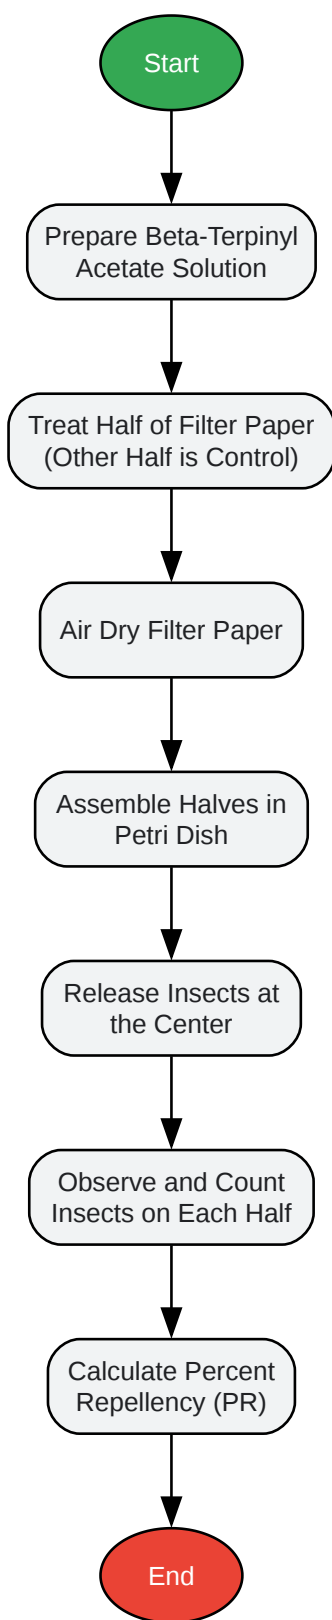 Start
Prepare Beta-Terpinyl
Acetate Solution
Treat Half of Filter Paper
(Other Half is Control)
Air Dry Filter Paper
Assemble Halves in
Petri Dish
Release Insects at
the Center
Observe and Count
Insects on Each Half
Calculate Percent
Repellency (PR)
End